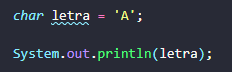 char letra = 'A';
System.out.println(letra);